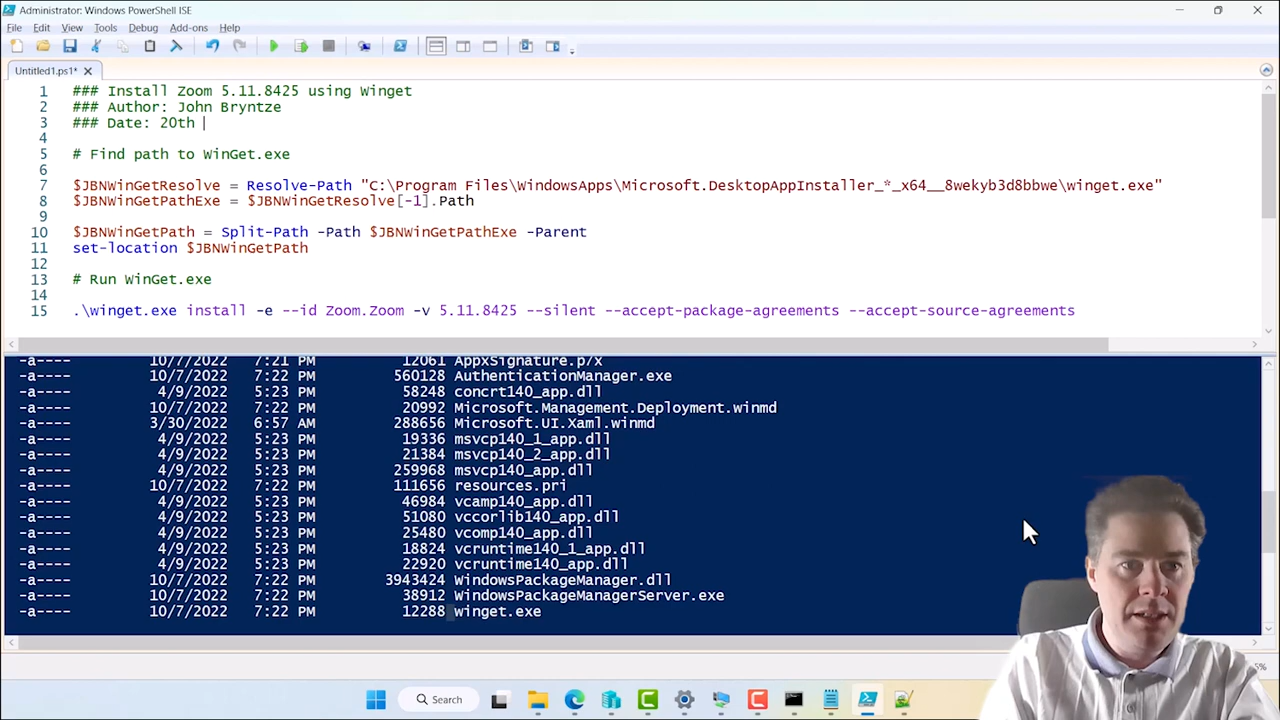 Administrator: Windows PowerShell ISE
File Edit View Tools Debug Add-ons Help
Untitled1.ps1*
1 ### Install Zoom 5.11.8425 using Winget
2 ### Author: John Bryntze
3 ### Date: 20th
4
5 # Find path to WinGet.exe
6
7 $JBNWinGetResolve = Resolve-Path "C:\Program Files\WindowsApps\Microsoft.DesktopAppInstaller_*_x64__8wekyb3d8bbwe\winget.exe"
8 $JBNWinGetPathExe = $JBNWinGetResolve[-1].Path
9
10 $JBNWinGetPath = Split-Path -Path $JBNWinGetPathExe -Parent
11 set-location $JBNWinGetPath
12
13 # Run WinGet.exe
14
15 .\winget.exe install -e --id Zoom.Zoom -v 5.11.8425 --silent --accept-package-agreements --accept-source-agreements
-a---- 10/7/2022 7:21 PM 12061 AppxSignature.p7x
-a---- 10/7/2022 7:22 PM 560128 AuthenticationManager.exe
-a---- 4/9/2022 5:23 PM 58248 concrt140_app.dll
-a---- 10/7/2022 7:22 PM 20992 Microsoft.Management.Deployment.winmd
-a---- 3/30/2022 6:57 AM 288656 Microsoft.UI.Xaml.winmd
-a---- 4/9/2022 5:23 PM 19336 msvcp140_1_app.dll
-a---- 4/9/2022 5:23 PM 21384 msvcp140_2_app.dll
-a---- 4/9/2022 5:23 PM 259968 msvcp140_app.dll
-a---- 10/7/2022 7:22 PM 111656 resources.pri
-a---- 4/9/2022 5:23 PM 46984 vcamp140_app.dll
-a---- 4/9/2022 5:23 PM 51080 vccorlib140_app.dll
-a---- 4/9/2022 5:23 PM 25480 vcomp140_app.dll
-a---- 4/9/2022 5:23 PM 18824 vcruntime140_1_app.dll
-a---- 4/9/2022 5:23 PM 22920 vcruntime140_app.dll
-a---- 10/7/2022 7:22 PM 3943424 WindowsPackageManager.dll
-a---- 10/7/2022 7:22 PM 38912 WindowsPackageManagerServer.exe
-a---- 10/7/2022 7:22 PM 12288 winget.exe
Search